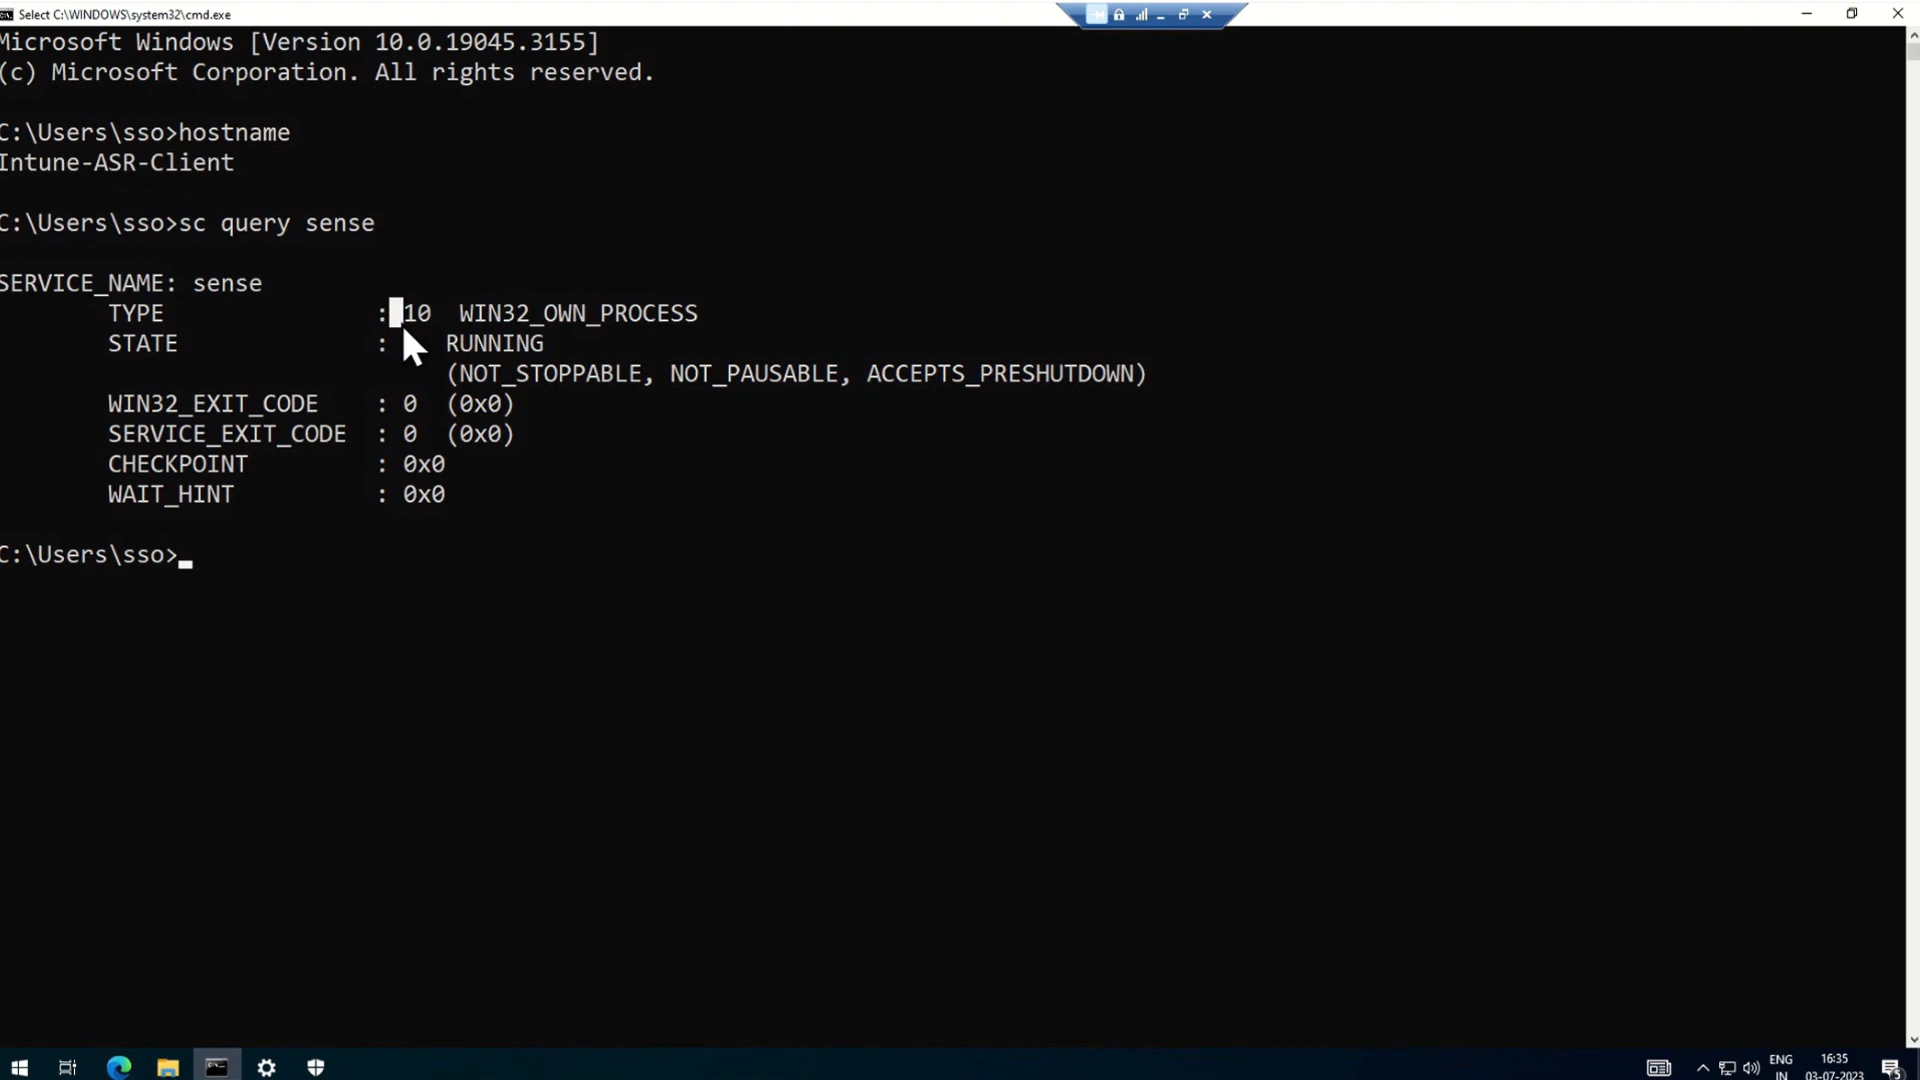 Select C:\WINDOWS\system32\cmd.exe
Microsoft Windows [Version 10.0.19045.3155]
(c) Microsoft Corporation. All rights reserved.
C:\Users\sso>hostname
Intune-ASR-Client
C:\Users\sso>sc query sense
SERVICE_NAME: sense
TYPE : 10 WIN32_OWN_PROCESS
STATE : RUNNING
(NOT_STOPPABLE, NOT_PAUSABLE, ACCEPTS_PRESHUTDOWN)
WIN32_EXIT_CODE : 0 (0x0)
SERVICE_EXIT_CODE : 0 (0x0)
CHECKPOINT : 0x0
WAIT_HINT : 0x0
C:\Users\sso>
ENG
IN
16:35
03-07-2023
5